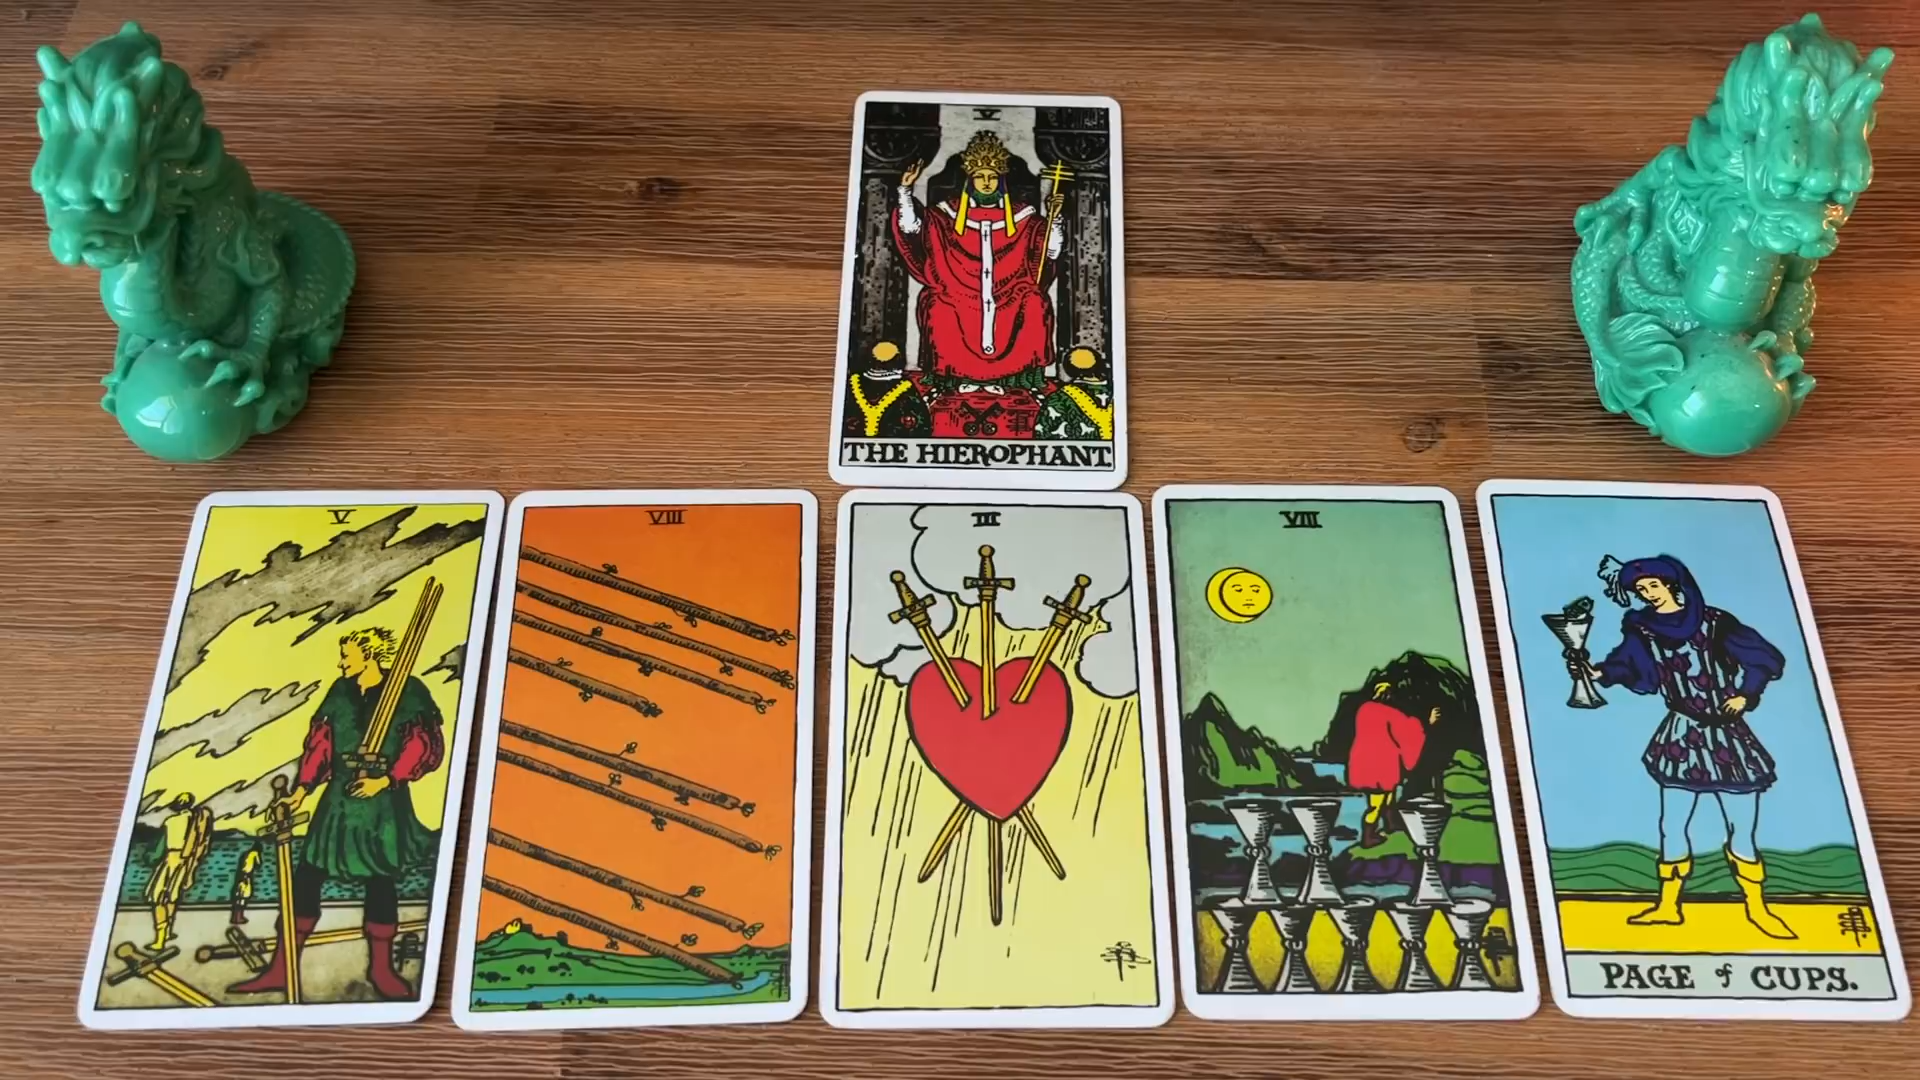 V
THE HIEROPHANT.
V
VIII
III
VIII
PAGE of CUPS.